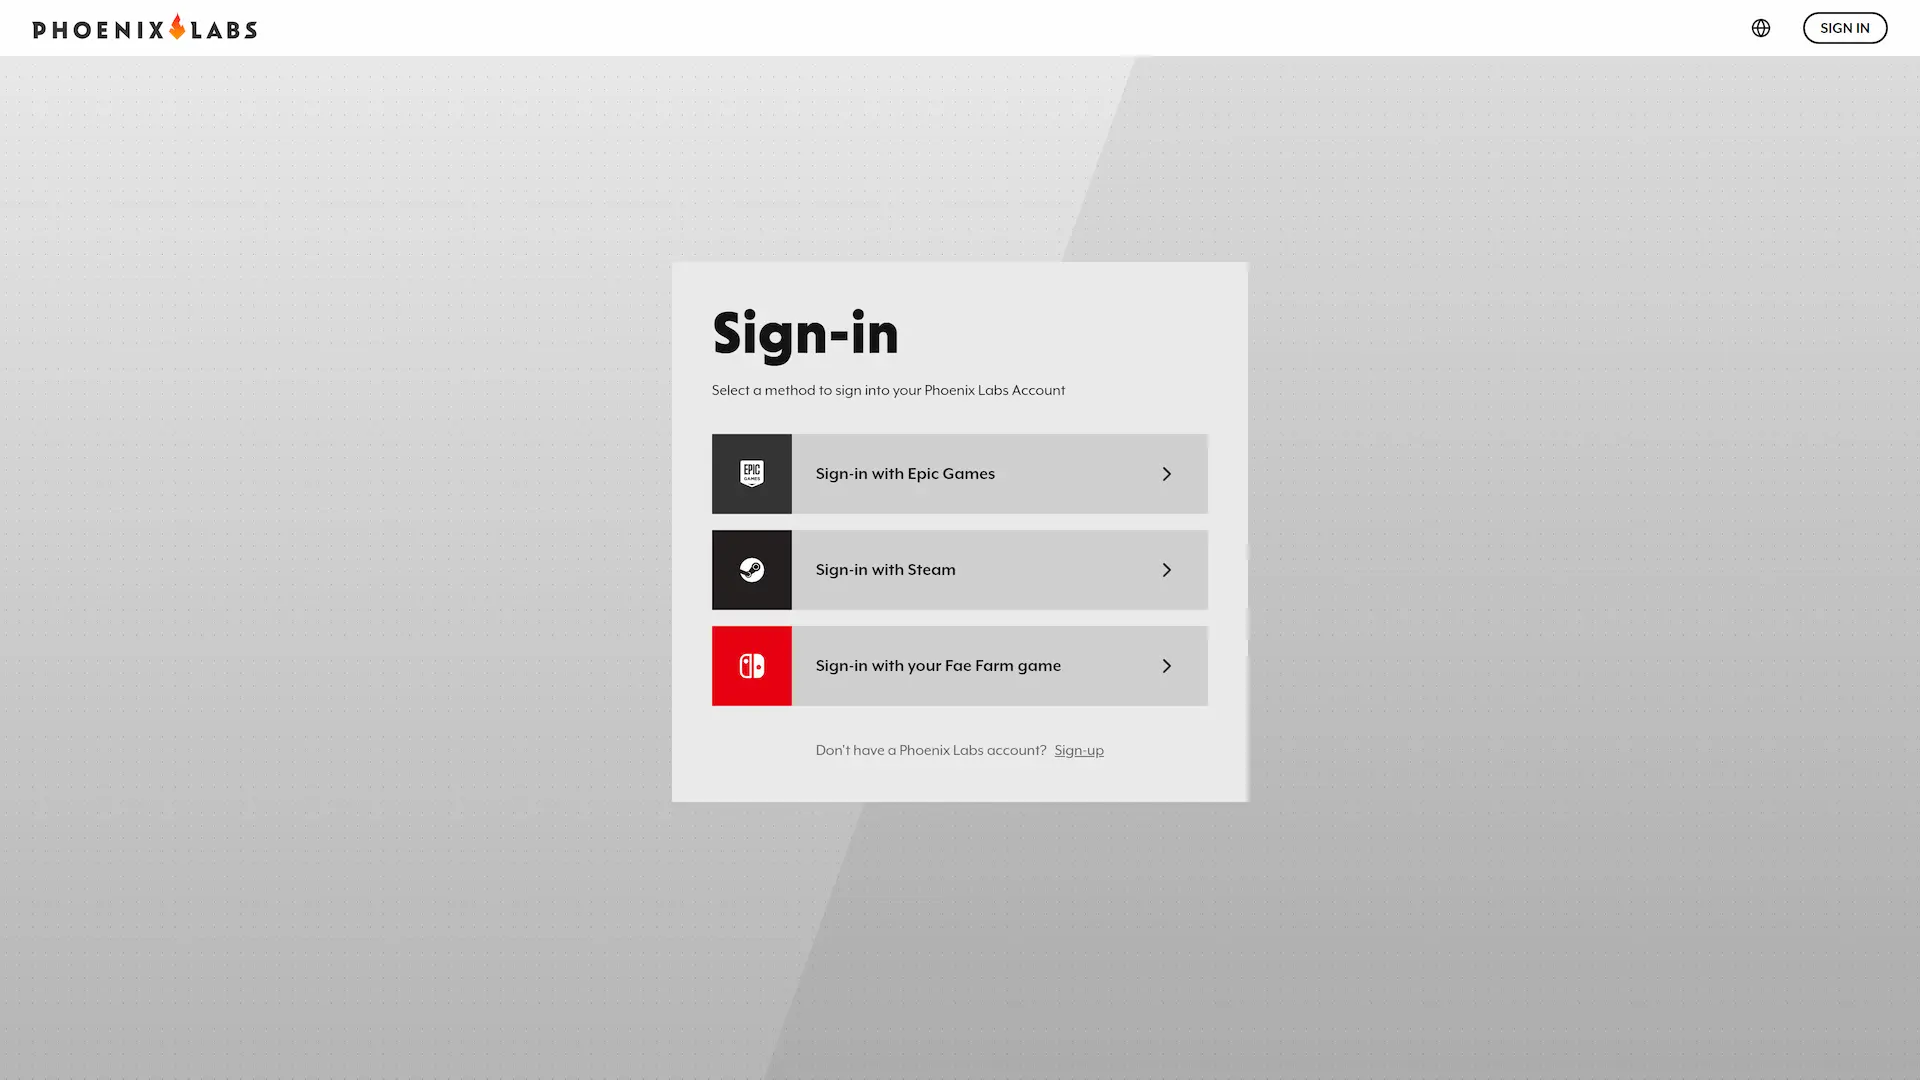 PHOENIX LABS
SIGN IN
Sign-in
Select a method to sign into your Phoenix Labs Account
EPIC
GAMES
Sign-in with Epic Games
Sign-in with Steam
Sign-in with your Fae Farm game
Don't have a Phoenix Labs account? Sign-up